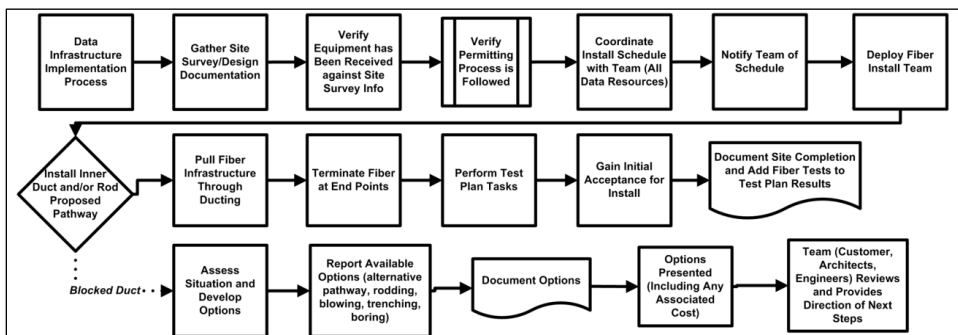 Data
Infrastructure
Implementation
Process
Gather Site
Survey/Design
Documentation
Verify
Equipment has
Been Received
against Site
Survey Info
Verify
Permitting
Process is
Followed
Coordinate
Install Schedule
with Team (All
Data Resources)
Notify Team of
Schedule
Deploy Fiber
Install Team
Install Inner
Duct and/or Rod
Proposed
Pathway
Pull Fiber
Infrastructure
Through
Ducting
Terminate Fiber
at End Points
Perform Test
Plan Tasks
Gain Initial
Acceptance for
Install
Document Site Completion
and Add Fiber Tests to
Test Plan Results
Blocked Duct
Assess
Situation and
Develop
Options
Report Available
Options (alternative
pathway, rodding,
blowing, trenching,
boring)
Document Options
Options
Presented
(Including Any
Associated
Cost)
Team (Customer,
Architects,
Engineers) Reviews
and Provides
Direction of Next
Steps